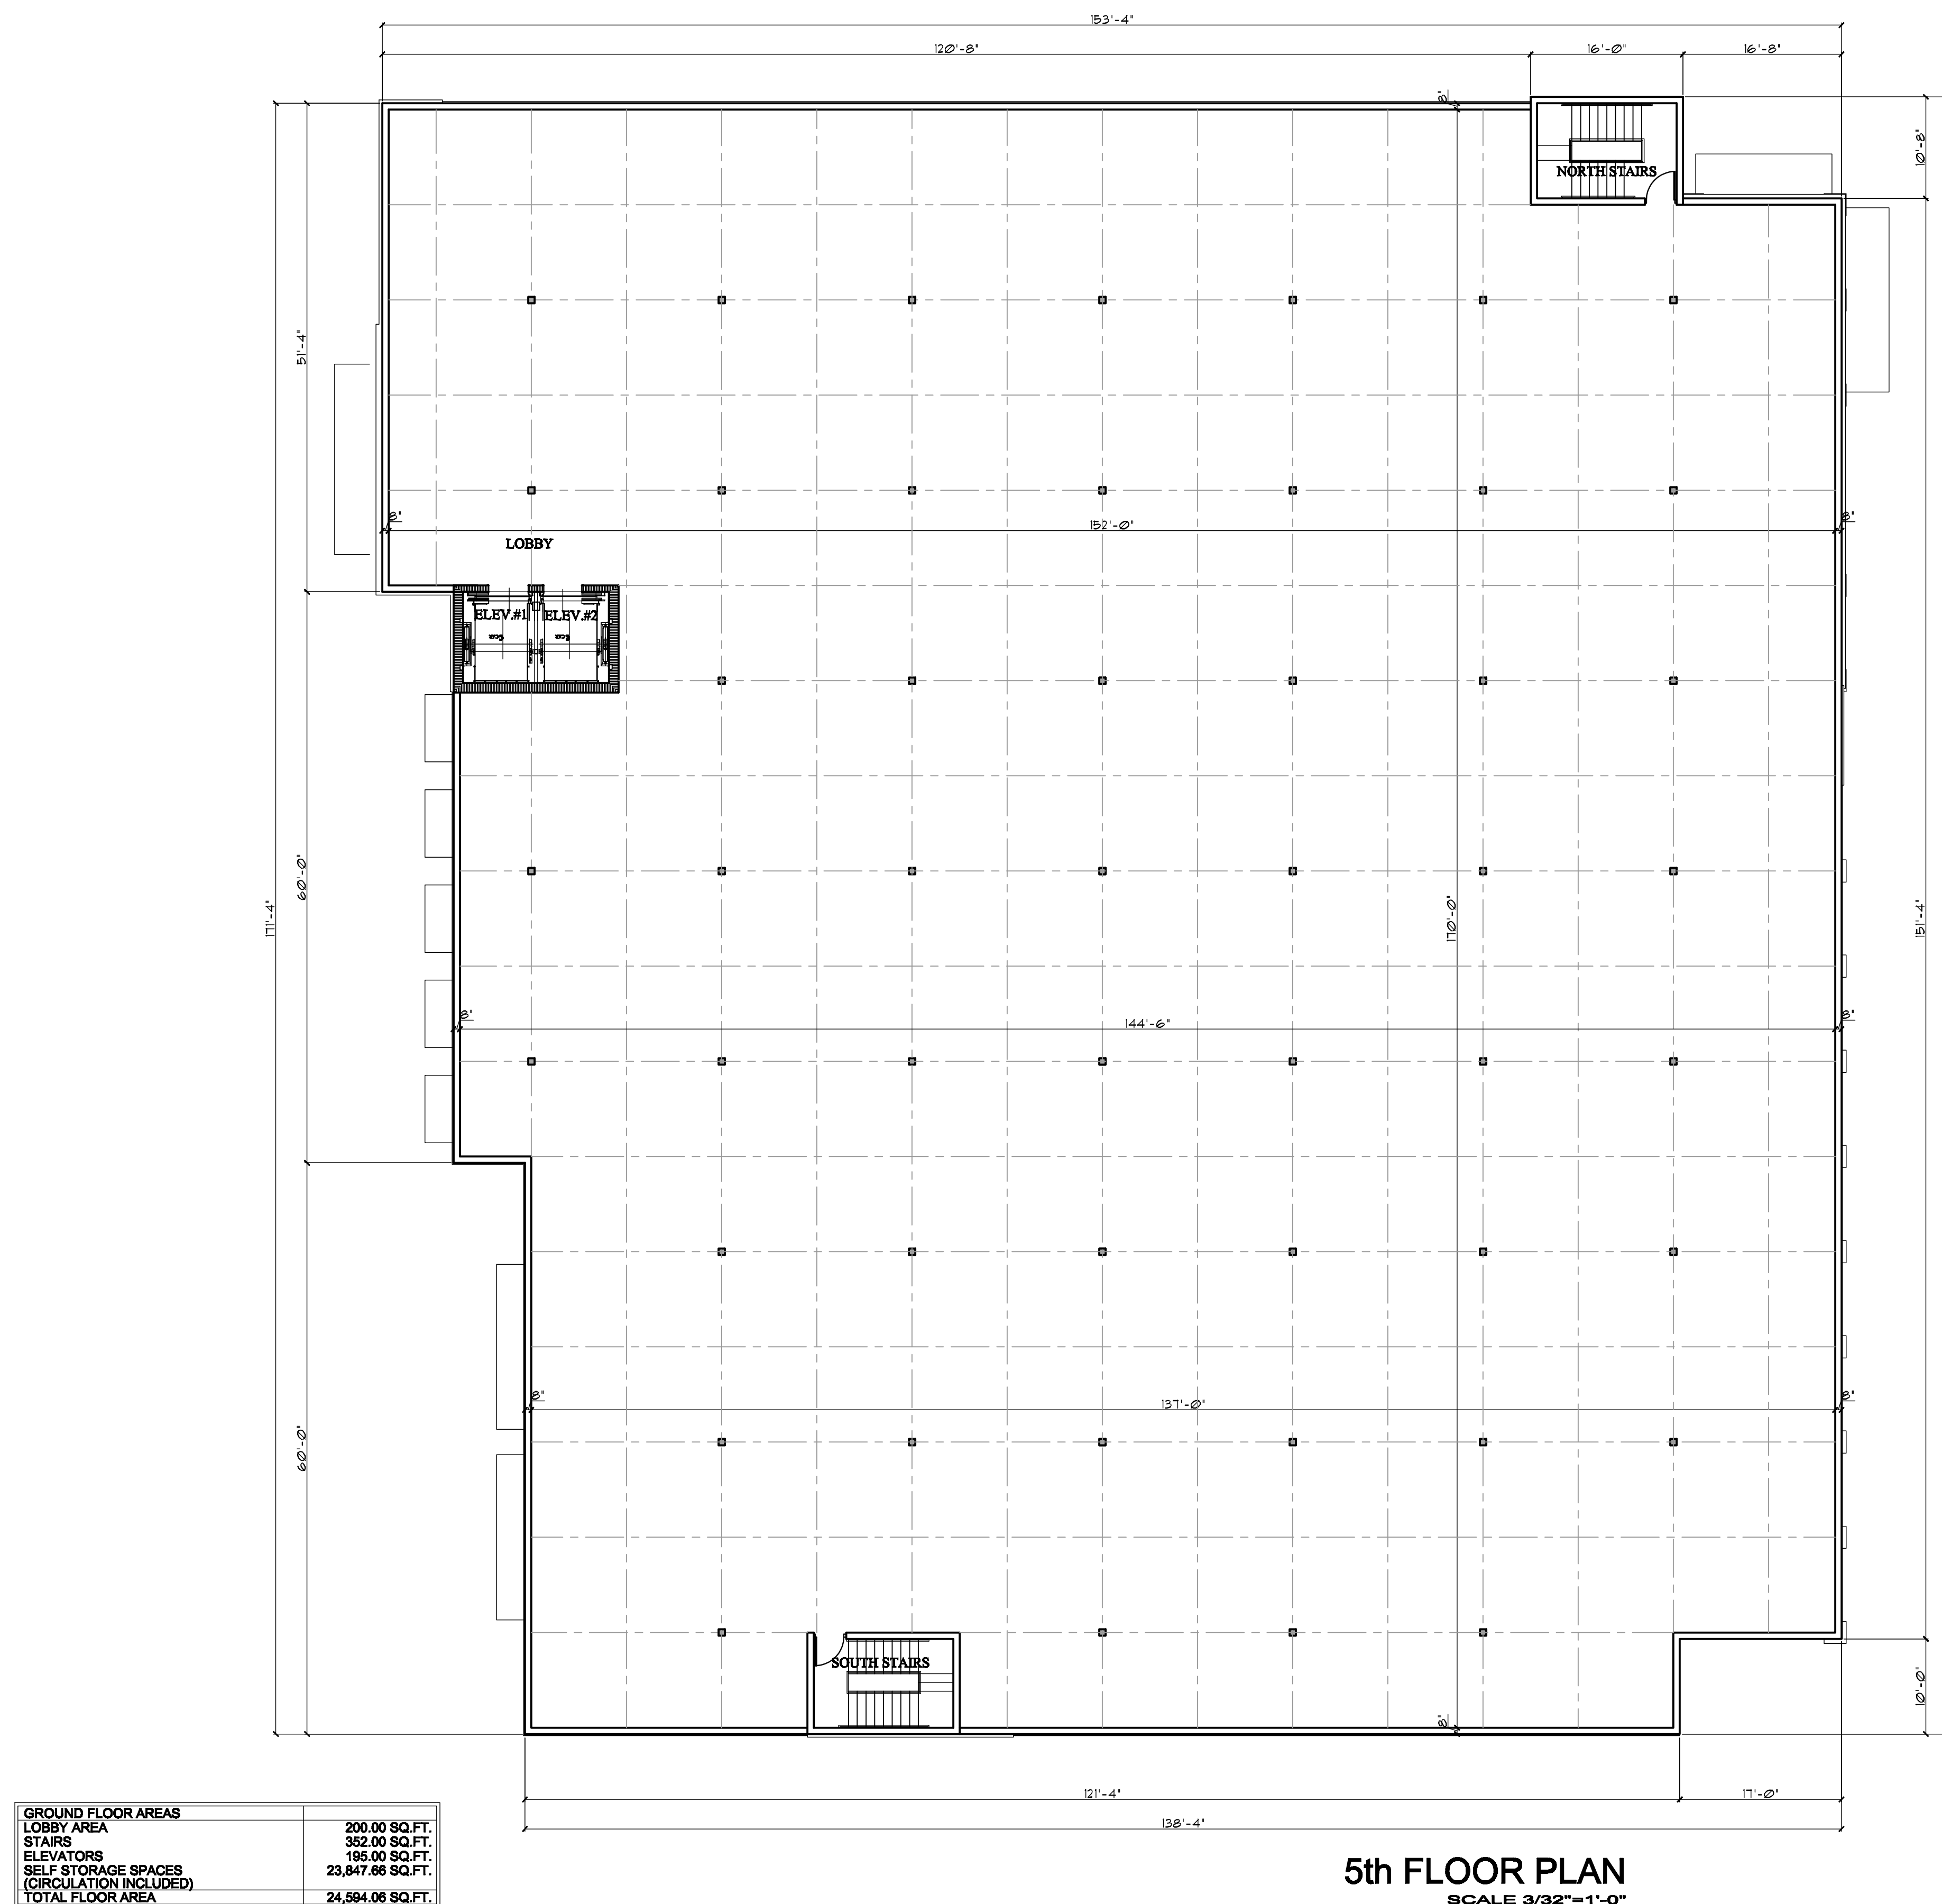 153'-4"
120'-8"
16'-0"
16'-8"
8"
10'-8"
NORTH STAIRS
51'-4"
8"
152'-0"
8"
LOBBY
ELEV.#1
ELEV.#2
60'-0"
171'-4"
170'-0"
151'-4"
8"
144'-6"
8"
8"
137'-0"
8"
60'-0"
SOUTH STAIRS
10'-0"
8"
121'-4"
17'-0"
138'-4"
GROUND FLOOR AREAS
LOBBY AREA 200.00 SQ.FT.
STAIRS 352.00 SQ.FT.
ELEVATORS 195.00 SQ.FT.
SELF STORAGE SPACES 23,847.66 SQ.FT.
(CIRCULATION INCLUDED)
TOTAL FLOOR AREA 24,594.06 SQ.FT.
5th FLOOR PLAN
SCALE 3/32"=1'-0"